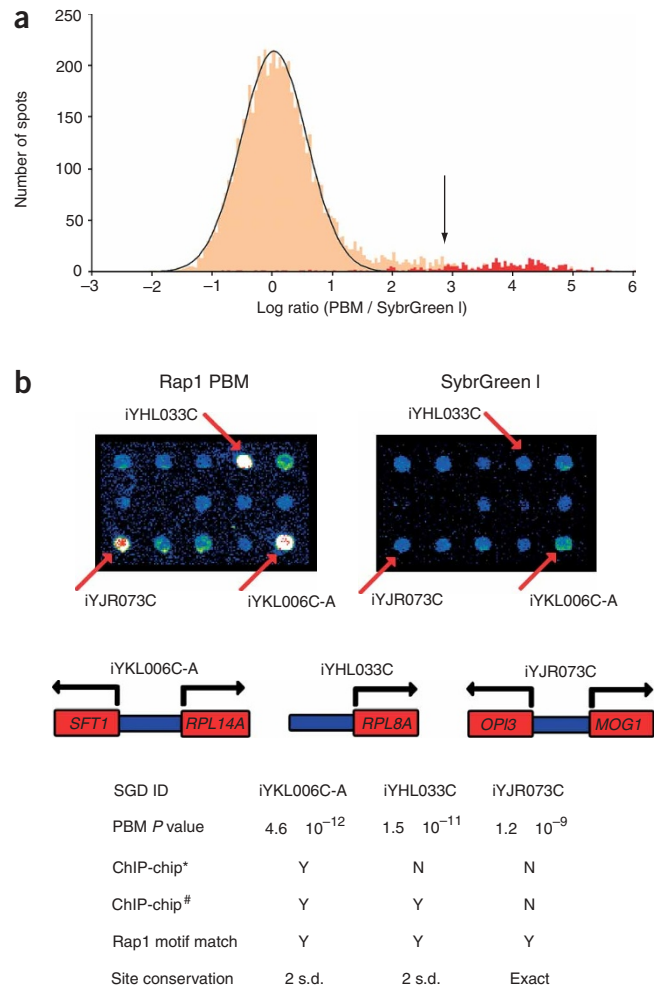 a
250
200
150
100
50
0
Number of spots
−3 −2 −1 0 1 2 3 4 5 6
Log ratio (PBM / SybrGreen I)
b
Rap1 PBM SybrGreen I
iYHL033C iYHL033C
iYJR073C iYKL006C-A iYJR073C iYKL006C-A
iYKL006C-A iYHL033C iYJR073C
SFT1 RPL14A RPL8A OPI3 MOG1
SGD ID iYKL006C-A iYHL033C iYJR073C
PBM P value 4.6 10−12 1.5 10−11 1.2 10−9
ChIP-chip* Y N N
ChIP-chip# Y Y N
Rap1 motif match Y Y Y
Site conservation 2 s.d. 2 s.d. Exact